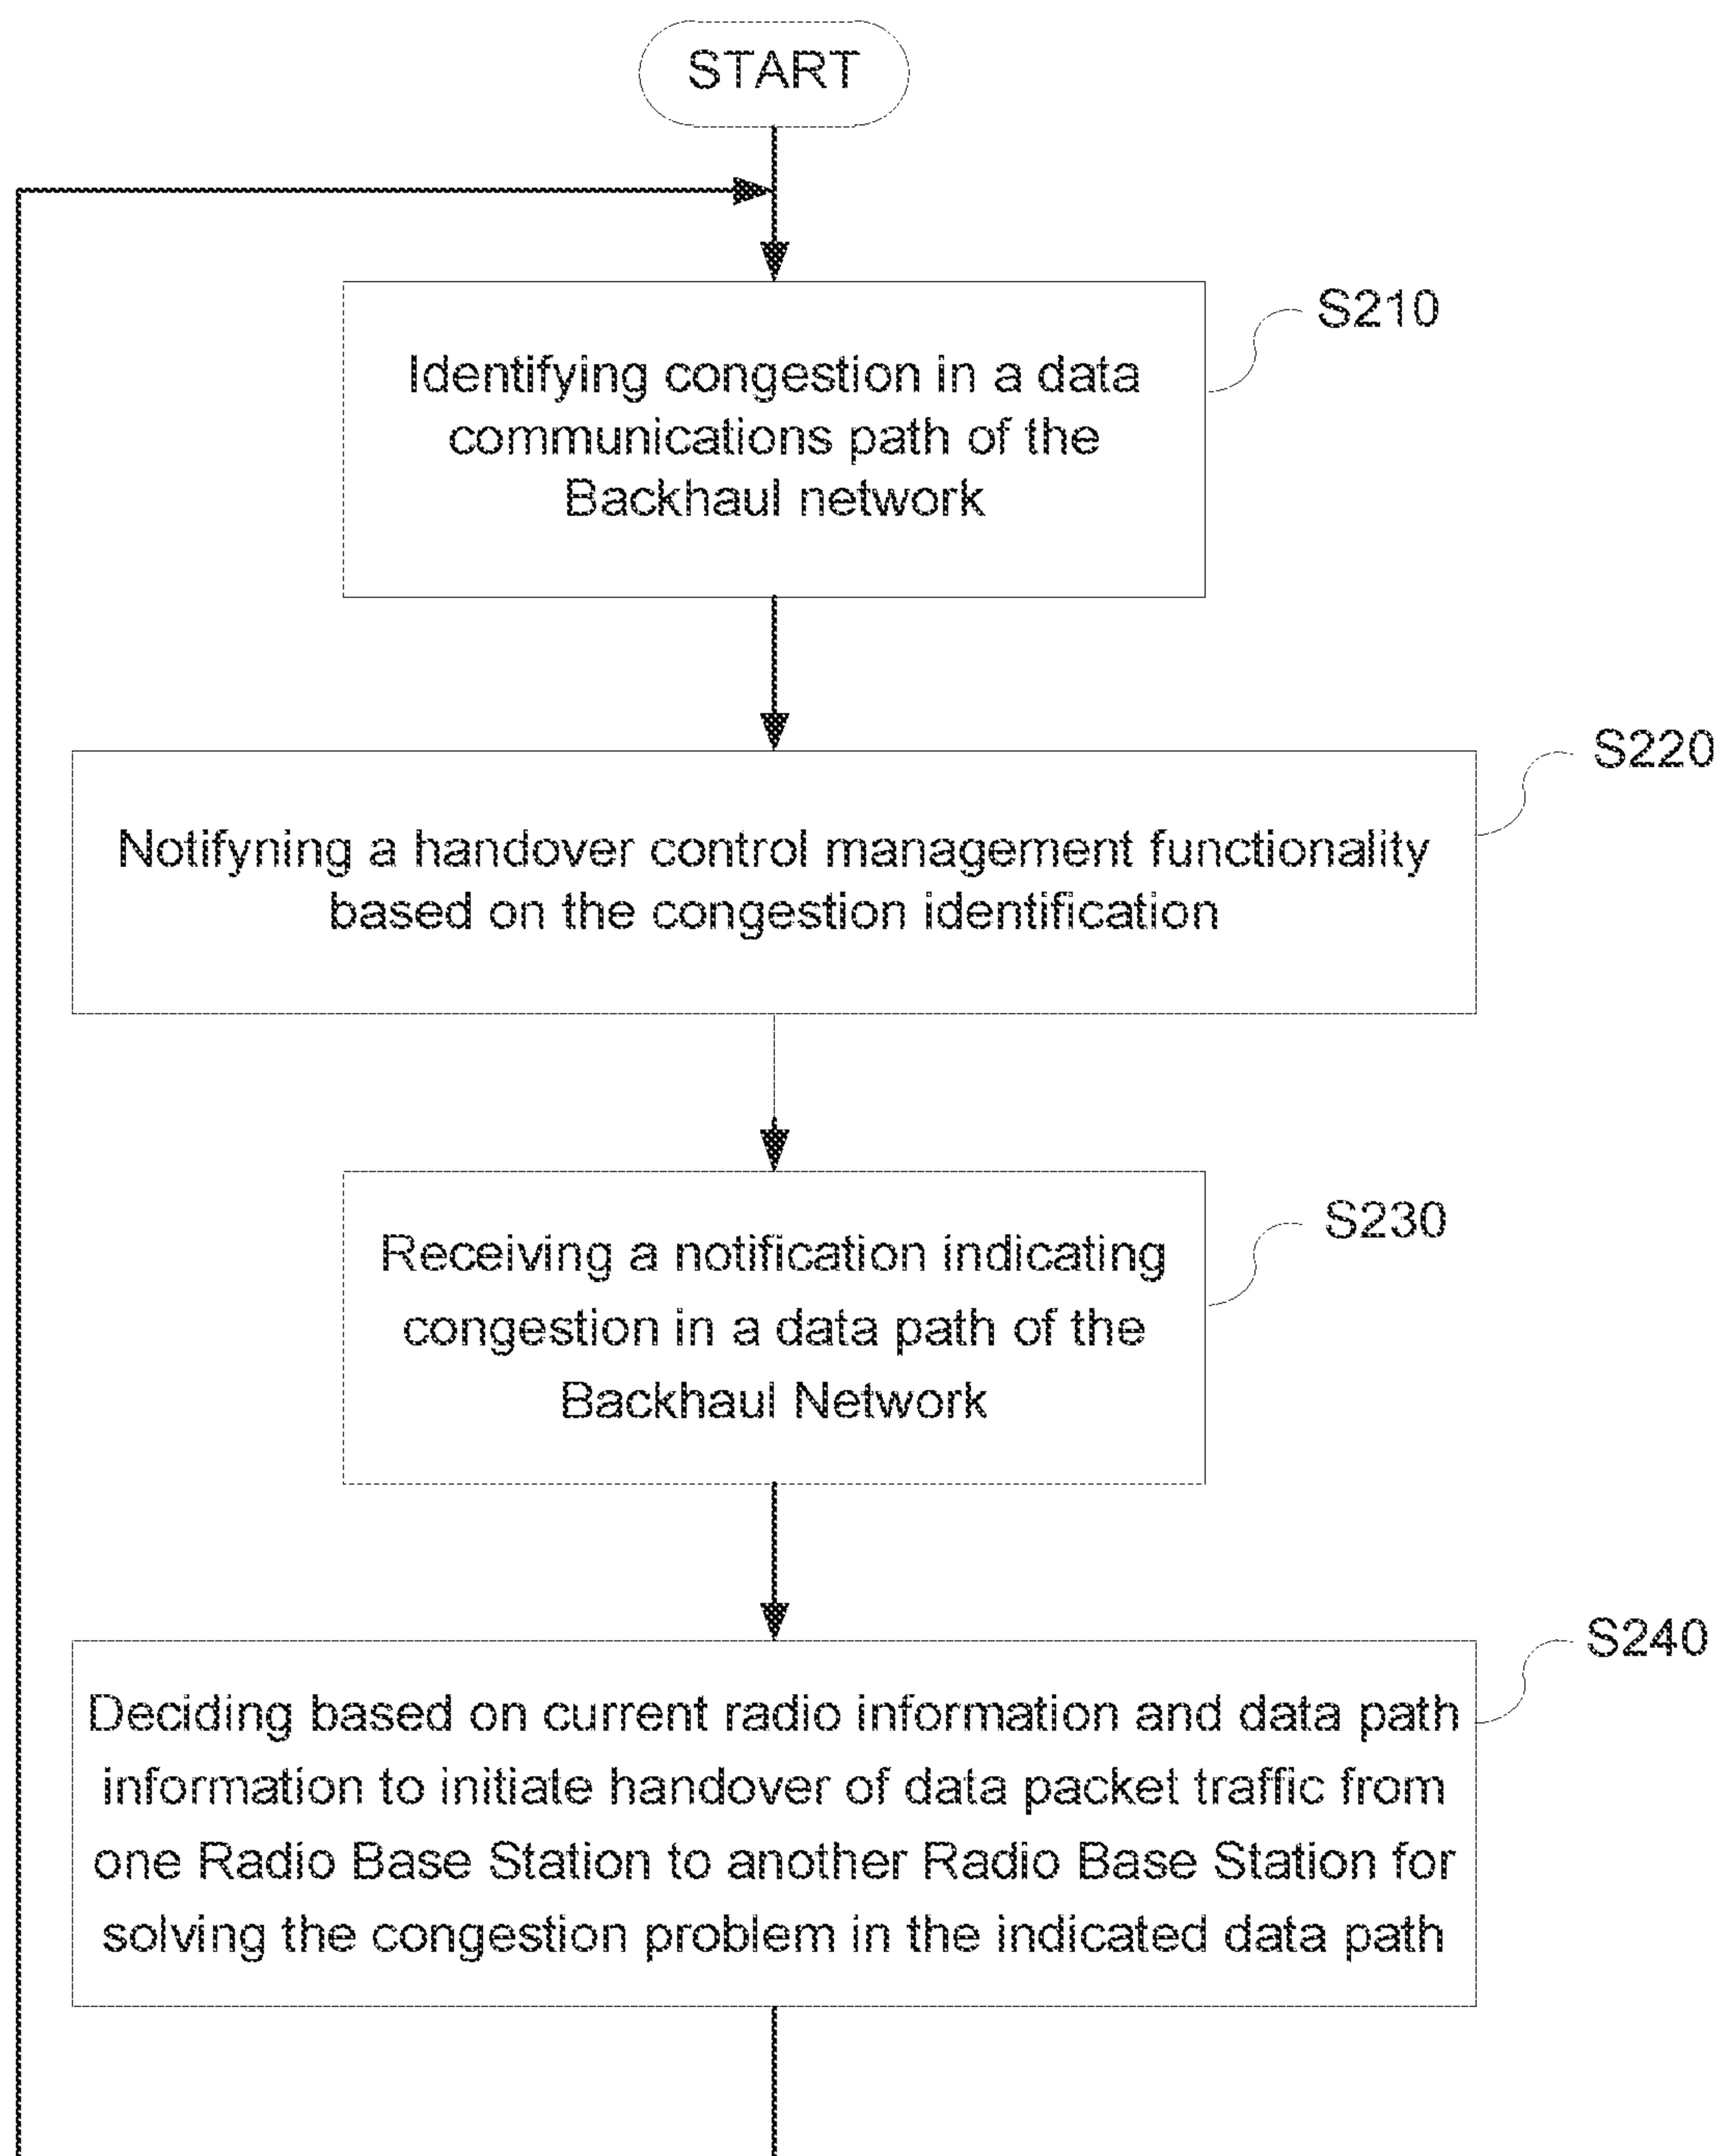 START
S210
Identifying congestion in a data
communications path of the
Backhaul network
S220
Notifyning a handover control management functionality
based on the congestion identification
S230
Receiving a notification indicating
congestion in a data path of the
Backhaul Network
S240
Deciding based on current radio information and data path
information to initiate handover of data packet traffic from
one Radio Base Station to another Radio Base Station for
solving the congestion problem in the indicated data path